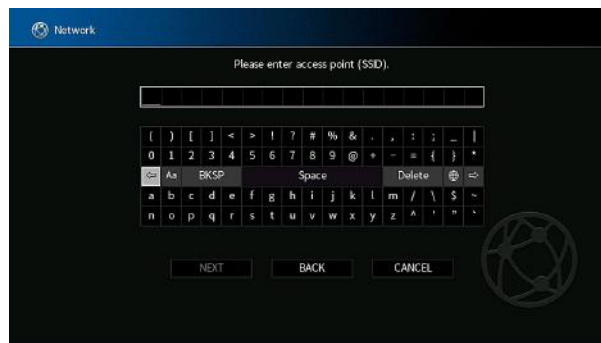 Network
Please enter access point (SSID).
( ) [ ] < > ! ? # % & . , : ; _ |
0 1 2 3 4 5 6 7 8 9 @ + - = { } *
⇦ Aa BKSP Space Delete ⇨
a b c d e f g h i j k l m / \ $ ~
n o p q r s t u v w x y z ^ ' " `
NEXT BACK CANCEL